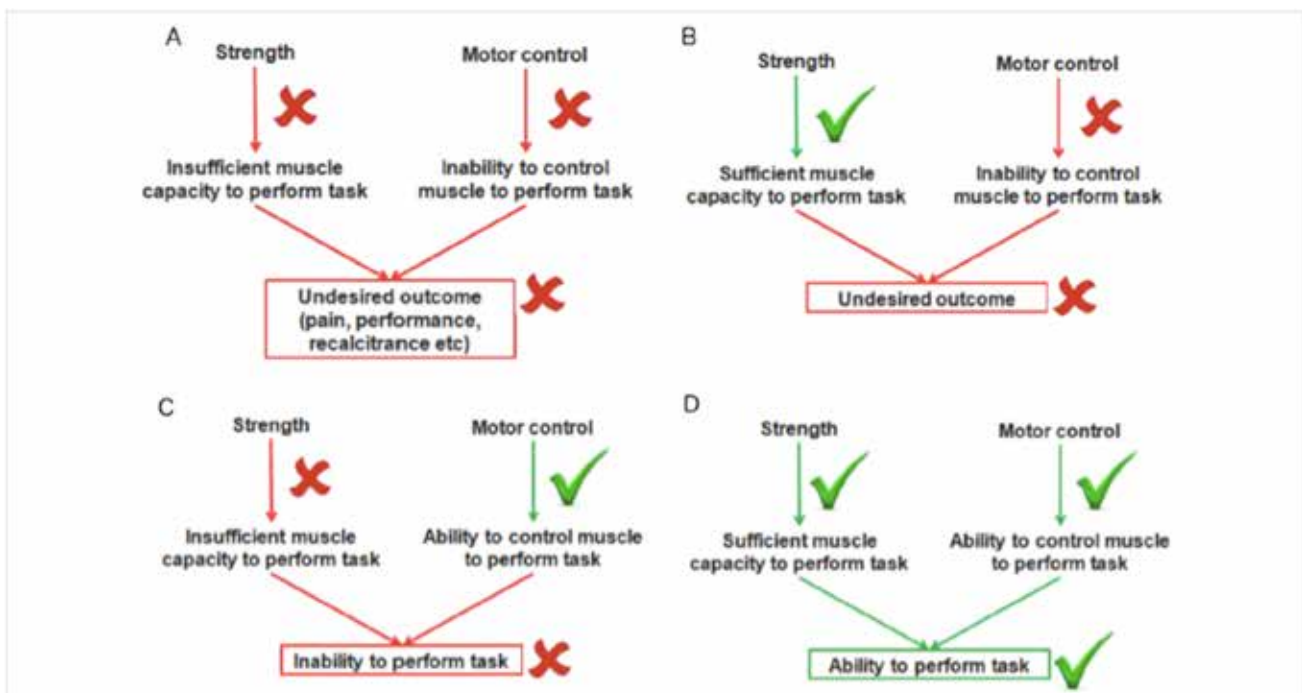 A
Strength
Motor control
Insufficient muscle
capacity to perform task
Inability to control
muscle to perform task
Undesired outcome
(pain, performance,
recalcitrance etc)
B
Strength
Motor control
Sufficient muscle
capacity to perform task
Inability to control
muscle to perform task
Undesired outcome
C
Strength
Motor control
Insufficient muscle
capacity to perform task
Ability to control muscle
to perform task
Inability to perform task
D
Strength
Motor control
Sufficient muscle
capacity to perform task
Ability to control muscle
to perform task
Ability to perform task